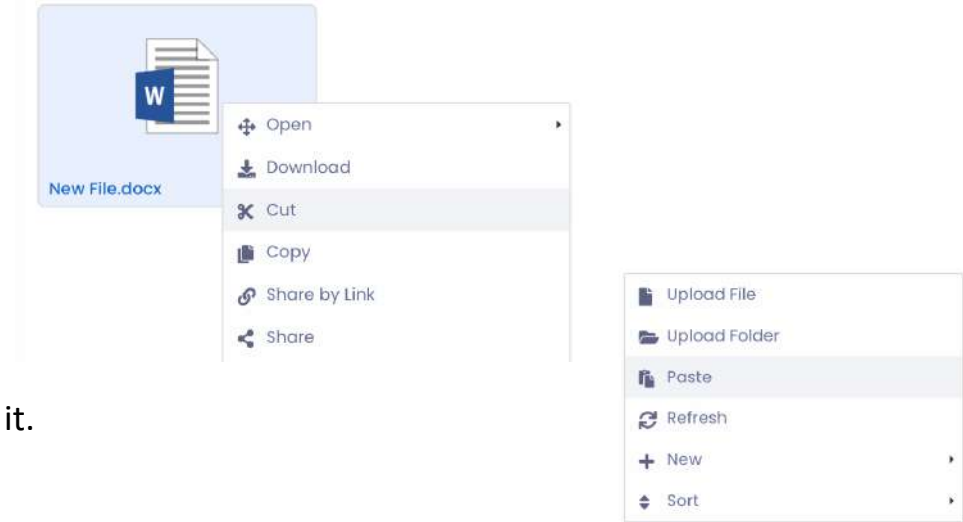 W
New File.docx
Open
Download
Cut
Copy
Share by Link
Share
it.
Upload File
Upload Folder
Paste
Refresh
New
Sort